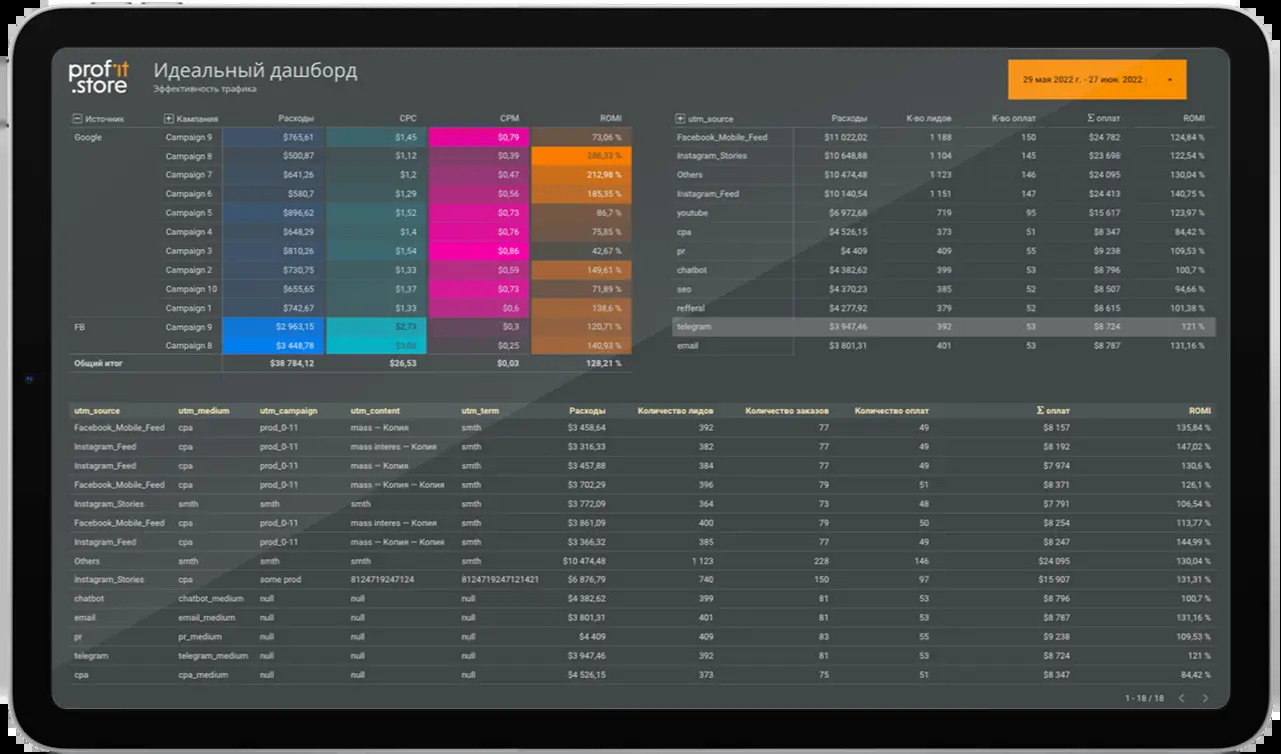 prof'it
.store
Идеальный дашборд
Эффективность трафика
29 мая 2022 г. - 27 июн. 2022
Источник Кампания Расходы CPC CPM ROMI
Google Campaign 9 $765,61 $1,45 $0,79 73,06 %
Campaign 8 $500,87 $1,12 $0,39 %
Campaign 7 $641,26 $1,2 $0,47 212,98 %
Campaign 6 $580,7 $1,29 $0,56 185,35 %
Campaign 5 $896,62 $1,52 $0,73 86,7 %
Campaign 4 $648,29 $1,4 $0,76 75,85 %
Campaign 3 $810,26 $1,54 $0,86 42,67 %
Campaign 2 $730,75 $1,33 $0,59 149,61 %
Campaign 10 $655,65 $1,37 $0,73 71,89 %
Campaign 1 $742,67 $1,33 $0,6 138,6 %
FB Campaign 9 $2 963,15 $2,73 $0,3 120,71 %
Campaign 8 $3 448,78 $0,25 140,93 %
Общий итог $38 784,12 $26,53 $0,03 128,21 %
utm_source Расходы К-во лидов К-во оплат Σ оплат ROMI
Facebook_Mobile_Feed $11 022,02 1 188 150 $24 782 124,84 %
Instagram_Stories $10 648,88 1 104 145 $23 698 122,54 %
Others $10 474,48 1 123 146 $24 095 130,04 %
Instagram_Feed $10 140,54 1 151 147 $24 413 140,75 %
youtube $6 972,68 719 95 $15 617 123,97 %
cpa $4 526,15 373 51 $8 347 84,42 %
pr $4 409 409 55 $9 238 109,53 %
chatbot $4 382,62 399 53 $8 796 100,7 %
seo $4 370,23 385 52 $8 507 94,66 %
refferal $4 277,92 379 52 $8 615 101,38 %
telegram $3 947,46 392 53 $8 724 121 %
email $3 801,31 401 53 $8 787 131,16 %
utm_source utm_medium utm_campaign utm_content utm_term Расходы Количество лидов Количество заказов Количество оплат Σ оплат ROMI
Facebook_Mobile_Feed cpa prod_0-11 mass — Копия smth $3 458,64 392 77 49 $8 157 135,84 %
Instagram_Feed cpa prod_0-11 mass interes — Копия smth $3 316,33 382 77 49 $8 192 147,02 %
Instagram_Feed cpa prod_0-11 mass — Копия smth $3 457,88 384 77 49 $7 974 130,6 %
Facebook_Mobile_Feed cpa prod_0-11 mass — Копия — Копия smth $3 702,29 396 79 51 $8 371 126,1 %
Instagram_Stories smth smth smth smth $3 772,09 364 73 48 $7 791 106,54 %
Facebook_Mobile_Feed cpa prod_0-11 mass interes — Копия smth $3 861,09 400 79 50 $8 254 113,77 %
Instagram_Feed cpa prod_0-11 mass — Копия — Копия smth $3 366,32 385 77 49 $8 247 144,99 %
Others smth smth smth smth $10 474,48 1 123 228 146 $24 095 130,04 %
Instagram_Stories cpa some prod 8124719247124 8124719247121421 $6 876,79 740 150 97 $15 907 131,31 %
chatbot chatbot_medium null null null $4 382,62 399 81 53 $8 796 100,7 %
email email_medium null null null $3 801,31 401 81 53 $8 787 131,16 %
pr pr_medium null null null $4 409 409 83 55 $9 238 109,53 %
telegram telegram_medium null null null $3 947,46 392 81 53 $8 724 121 %
cpa cpa_medium null null null $4 526,15 373 75 51 $8 347 84,42 %
1 - 18 / 18